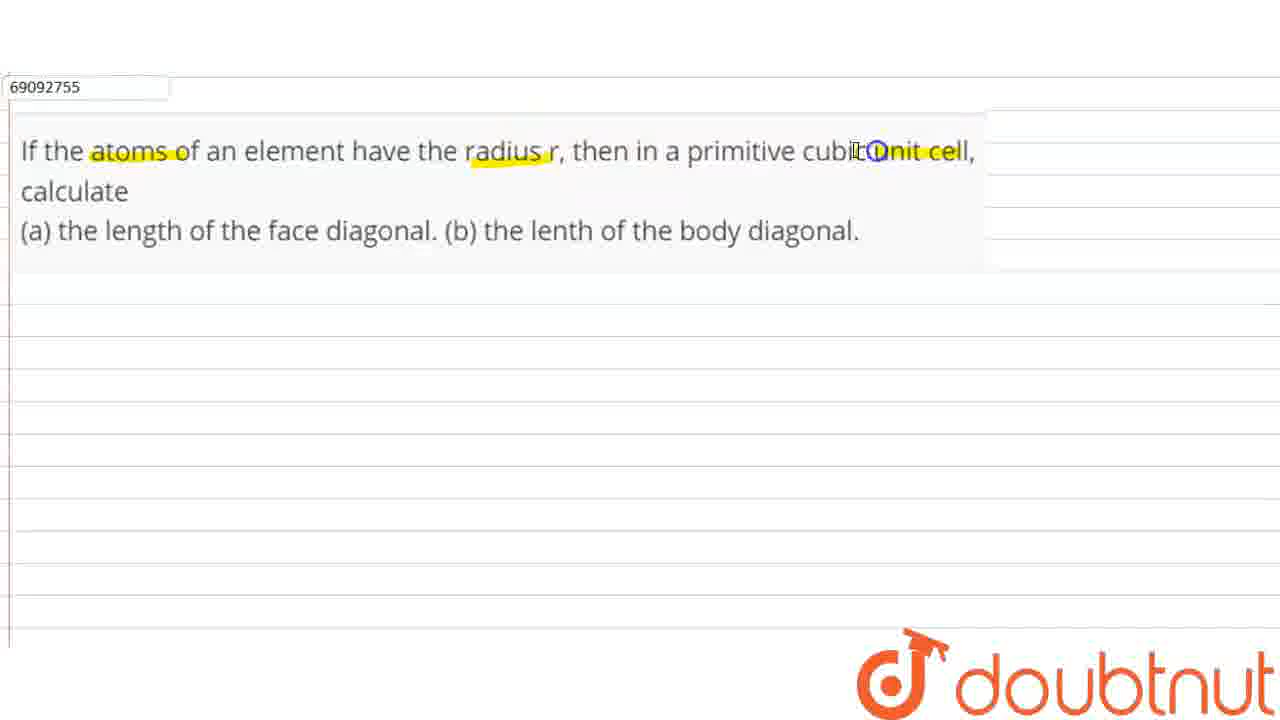 69092755
If the atoms of an element have the radius r, then in a primitive cubic unit cell,
calculate
(a) the length of the face diagonal. (b) the lenth of the body diagonal.
doubtnut